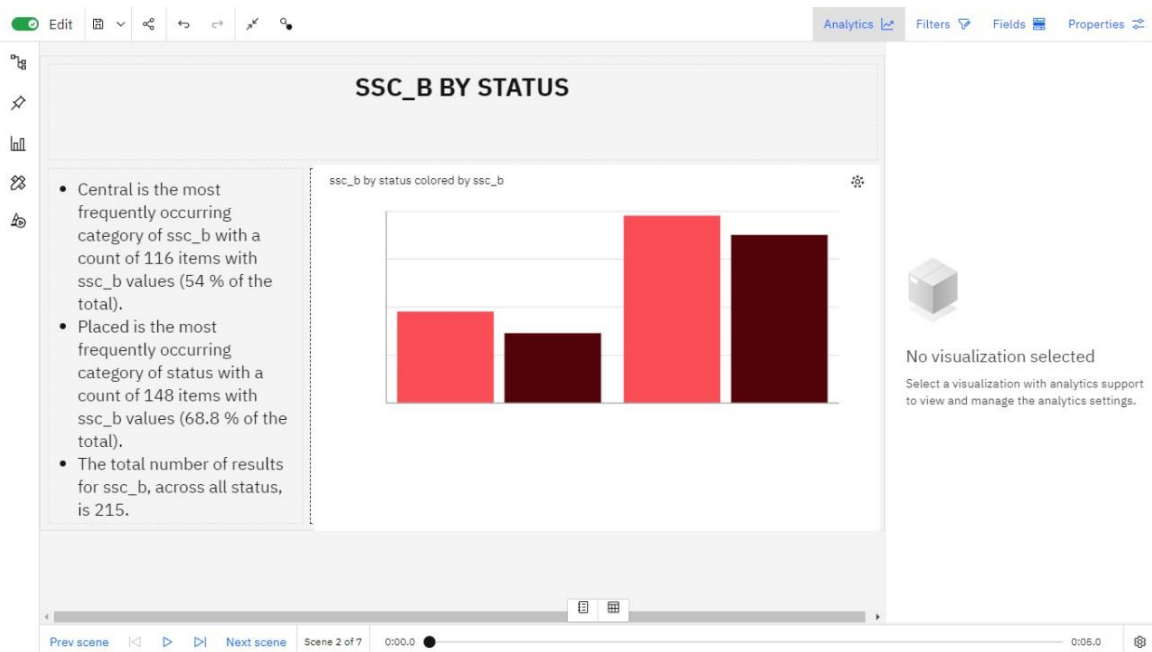 Edit
Analytics
Filters
Fields
Properties
SSC_B BY STATUS
• Central is the most
frequently occurring
category of ssc_b with a
count of 116 items with
ssc_b values (54 % of the
total).
• Placed is the most
frequently occurring
category of status with a
count of 148 items with
ssc_b values (68.8 % of the
total).
• The total number of results
for ssc_b, across all status,
is 215.
ssc_b by status colored by ssc_b
No visualization selected
Select a visualization with analytics support
to view and manage the analytics settings.
Prev scene
Next scene
Scene 2 of 7
0:00.0
0:05.0